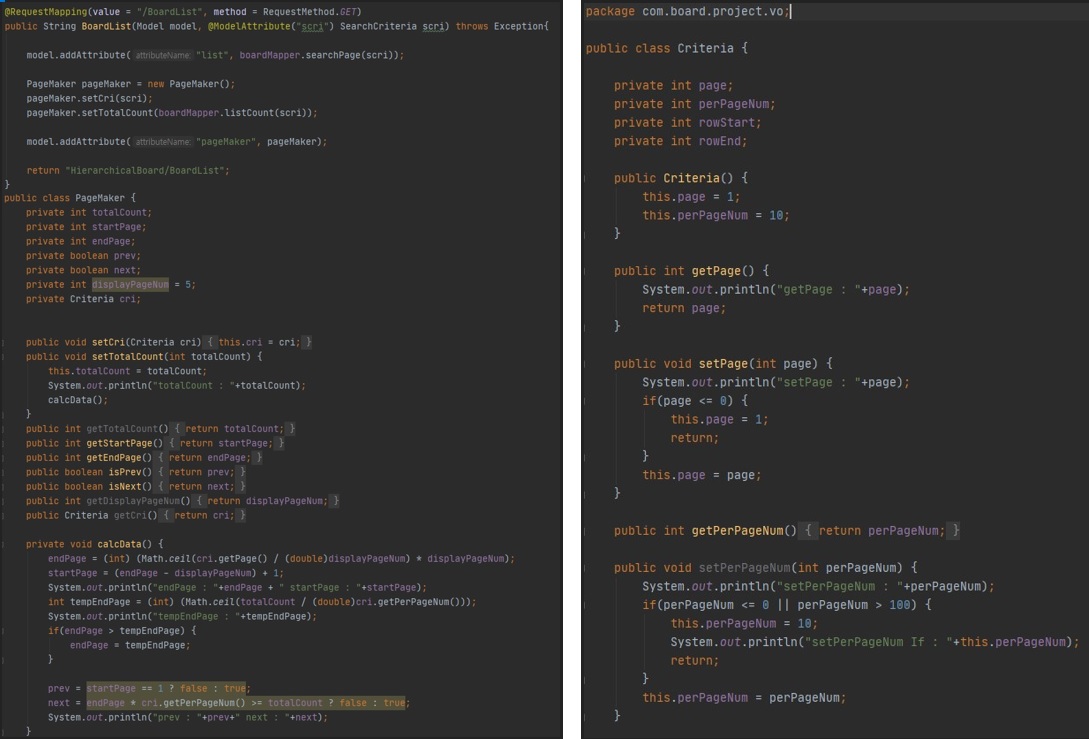 @RequestMapping(value = "/BoardList", method = RequestMethod.GET)
public String BoardList(Model model, @ModelAttribute("scri") SearchCriteria scri) throws Exception{
model.addAttribute( attributeName: "list", boardMapper.searchPage(scri));
PageMaker pageMaker = new PageMaker();
pageMaker.setCri(scri);
pageMaker.setTotalCount(boardMapper.listCount(scri));
model.addAttribute( attributeName: "pageMaker", pageMaker);
return "HierarchicalBoard/BoardList";
}
public class PageMaker {
private int totalCount;
private int startPage;
private int endPage;
private boolean prev;
private boolean next;
private int displayPageNum = 5;
private Criteria cri;
public void setCri(Criteria cri) { this.cri = cri; }
public void setTotalCount(int totalCount) {
this.totalCount = totalCount;
System.out.println("totalCount : "+totalCount);
calcData();
}
public int getTotalCount() { return totalCount; }
public int getStartPage() { return startPage; }
public int getEndPage() { return endPage; }
public boolean isPrev() { return prev; }
public boolean isNext() { return next; }
public int getDisplayPageNum() { return displayPageNum; }
public Criteria getCri() { return cri; }
private void calcData() {
endPage = (int) (Math.ceil(cri.getPage() / (double)displayPageNum) * displayPageNum);
startPage = (endPage - displayPageNum) + 1;
System.out.println("endPage : "+endPage + " startPage : "+startPage);
int tempEndPage = (int) (Math.ceil(totalCount / (double)cri.getPerPageNum()));
System.out.println("tempEndPage : "+tempEndPage);
if(endPage > tempEndPage) {
endPage = tempEndPage;
}
prev = startPage == 1 ? false : true;
next = endPage * cri.getPerPageNum() >= totalCount ? false : true;
System.out.println("prev : "+prev+" next : "+next);
}
package com.board.project.vo;
public class Criteria {
private int page;
private int perPageNum;
private int rowStart;
private int rowEnd;
public Criteria() {
this.page = 1;
this.perPageNum = 10;
}
public int getPage() {
System.out.println("getPage : "+page);
return page;
}
public void setPage(int page) {
System.out.println("setPage : "+page);
if(page <= 0) {
this.page = 1;
return;
}
this.page = page;
}
public int getPerPageNum() { return perPageNum; }
public void setPerPageNum(int perPageNum) {
System.out.println("setPerPageNum : "+perPageNum);
if(perPageNum <= 0 || perPageNum > 100) {
this.perPageNum = 10;
System.out.println("setPerPageNum If : "+this.perPageNum);
return;
}
this.perPageNum = perPageNum;
}